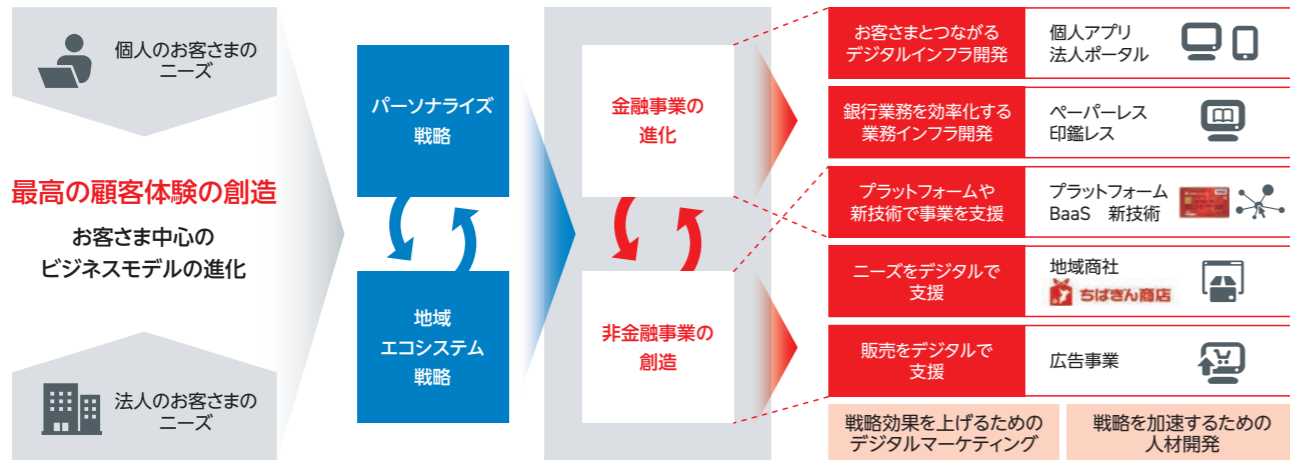 個人のお客さまの
ニーズ
最高の顧客体験の創造
お客さま中心の
ビジネスモデルの進化
法人のお客さまの
ニーズ
パーソナライズ
戦略
地域
エコシステム
戦略
金融事業の
進化
非金融事業の
創造
お客さまとつながる
デジタルインフラ開発
個人アプリ
法人ポータル
銀行業務を効率化する
業務インフラ開発
ペーパーレス
印鑑レス
プラットフォームや
新技術で事業を支援
プラットフォーム
BaaS 新技術
ニーズをデジタルで
支援
地域商社
ちばぎん商店
販売をデジタルで
支援
広告事業
戦略効果を上げるための
デジタルマーケティング
戦略を加速するための
人材開発